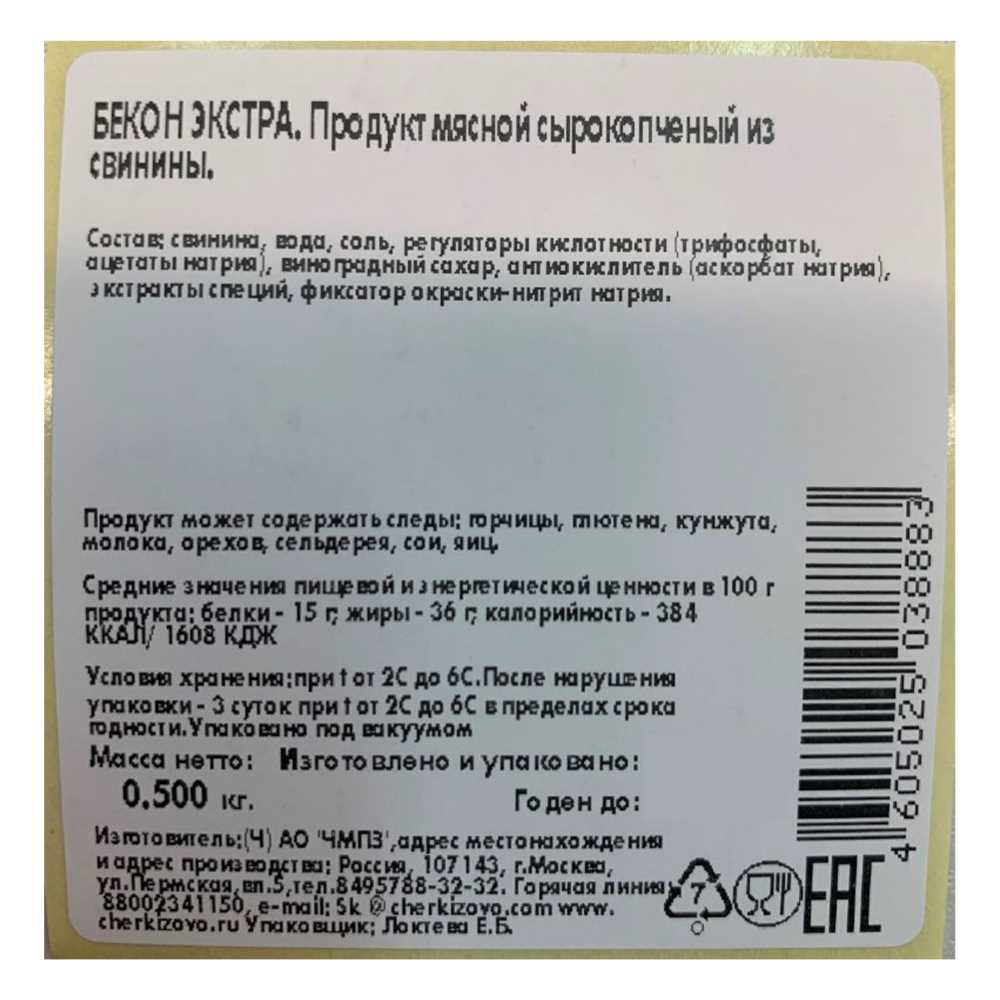 БЕКОН ЭКСТРА. Продукт мясной сырокопченый из
свинины.
Состав: свинина, вода, соль, регуляторы кислотности (трифосфаты,
ацетаты натрия), виноградный сахар, антиокислитель (аскорбат натрия),
экстракты специй, фиксатор окраски-нитрит натрия.
Продукт может содержать следы: горчицы, глютена, кунжута,
молока, орехов, сельдерея, сои, яиц.
Средние значения пищевой и энергетической ценности в 100 г
продукта: белки - 15 г; жиры - 36 г; калорийность - 384
ККАЛ/ 1608 КДЖ
Условия хранения:при t от 2С до 6С.После нарушения
упаковки - 3 суток при t от 2С до 6С в пределах срока
годности.Упаковано под вакуумом
Масса нетто: Изготовлено и упаковано:
0.500 кг. Годен до:
Изготовитель:(Ч) АО 'ЧМПЗ',адрес местонахождения
и адрес производства: Россия, 107143, г.Москва,
ул.Пермская,вл.5,тел.8495788-32-32. Горячая линия:
88002341150, e-mail: Sk @cherkizovo.com www.
cherkizovo.ru Упаковщик: Локтева Е.Б.
7
EAC
4 605025 038883